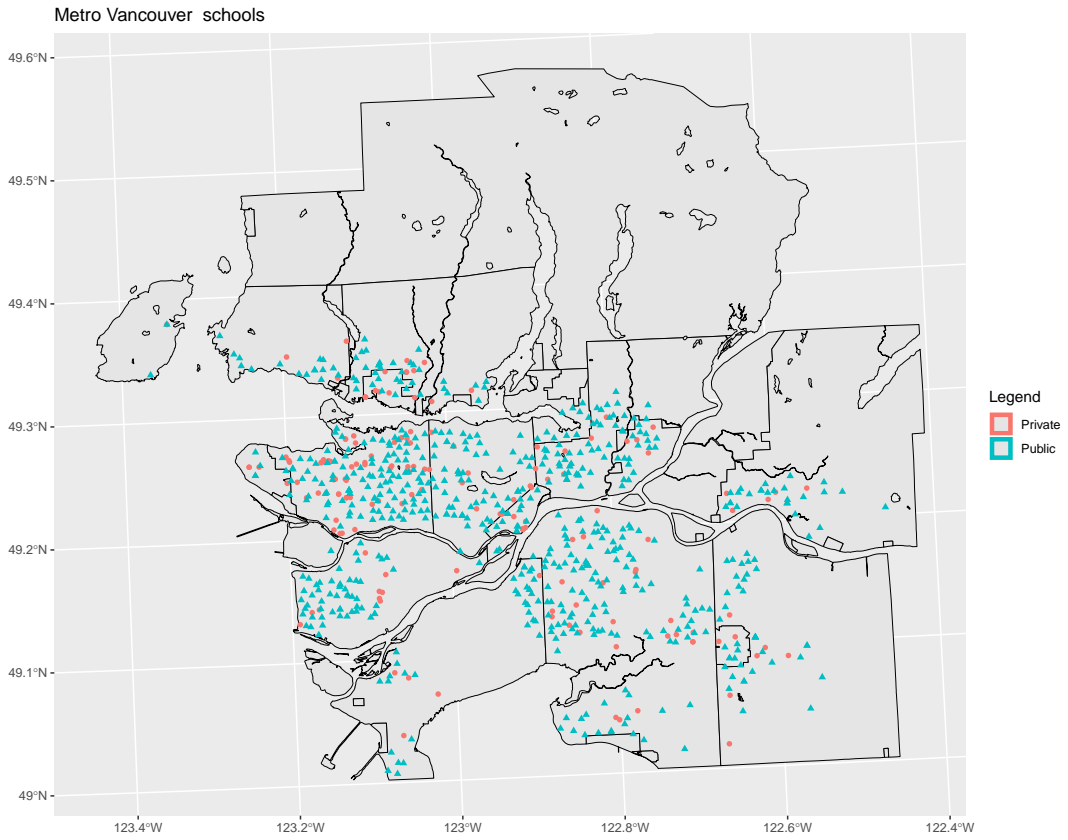 Metro Vancouver  schools
49.6°N
49.5°N
49.4°N
49.3°N
49.2°N
49.1°N
49°N
123.4°W
123.2°W
123°W
122.8°W
122.6°W
122.4°W
Legend
Private
Public